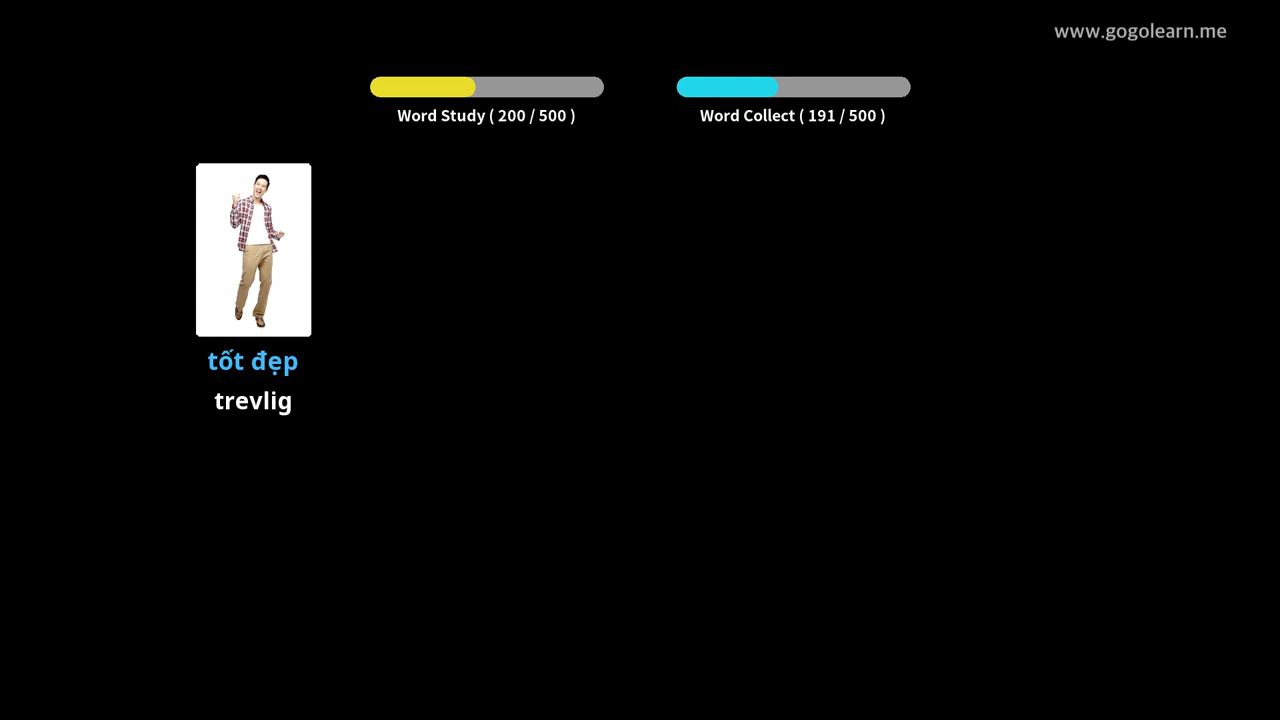 www.gogolearn.me
Word Study ( 200 / 500 )
Word Collect ( 191 / 500 )
tốt đẹp
trevlig